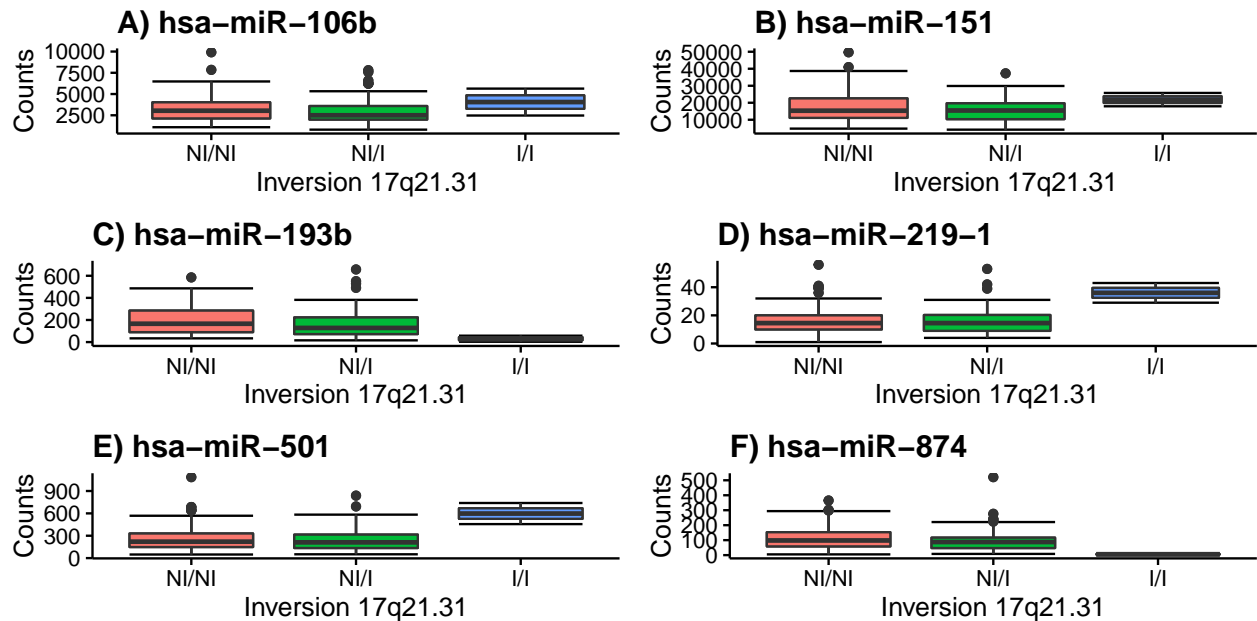 A) hsa−miR−106b
Counts
10000
7500
5000
2500
NI/NI NI/I I/I
Inversion 17q21.31
B) hsa−miR−151
Counts
50000
40000
30000
20000
10000
NI/NI NI/I I/I
Inversion 17q21.31
C) hsa−miR−193b
Counts
600
400
200
0
NI/NI NI/I I/I
Inversion 17q21.31
D) hsa−miR−219−1
Counts
40
20
0
NI/NI NI/I I/I
Inversion 17q21.31
E) hsa−miR−501
Counts
900
600
300
0
NI/NI NI/I I/I
Inversion 17q21.31
F) hsa−miR−874
Counts
500
400
300
200
100
0
NI/NI NI/I I/I
Inversion 17q21.31